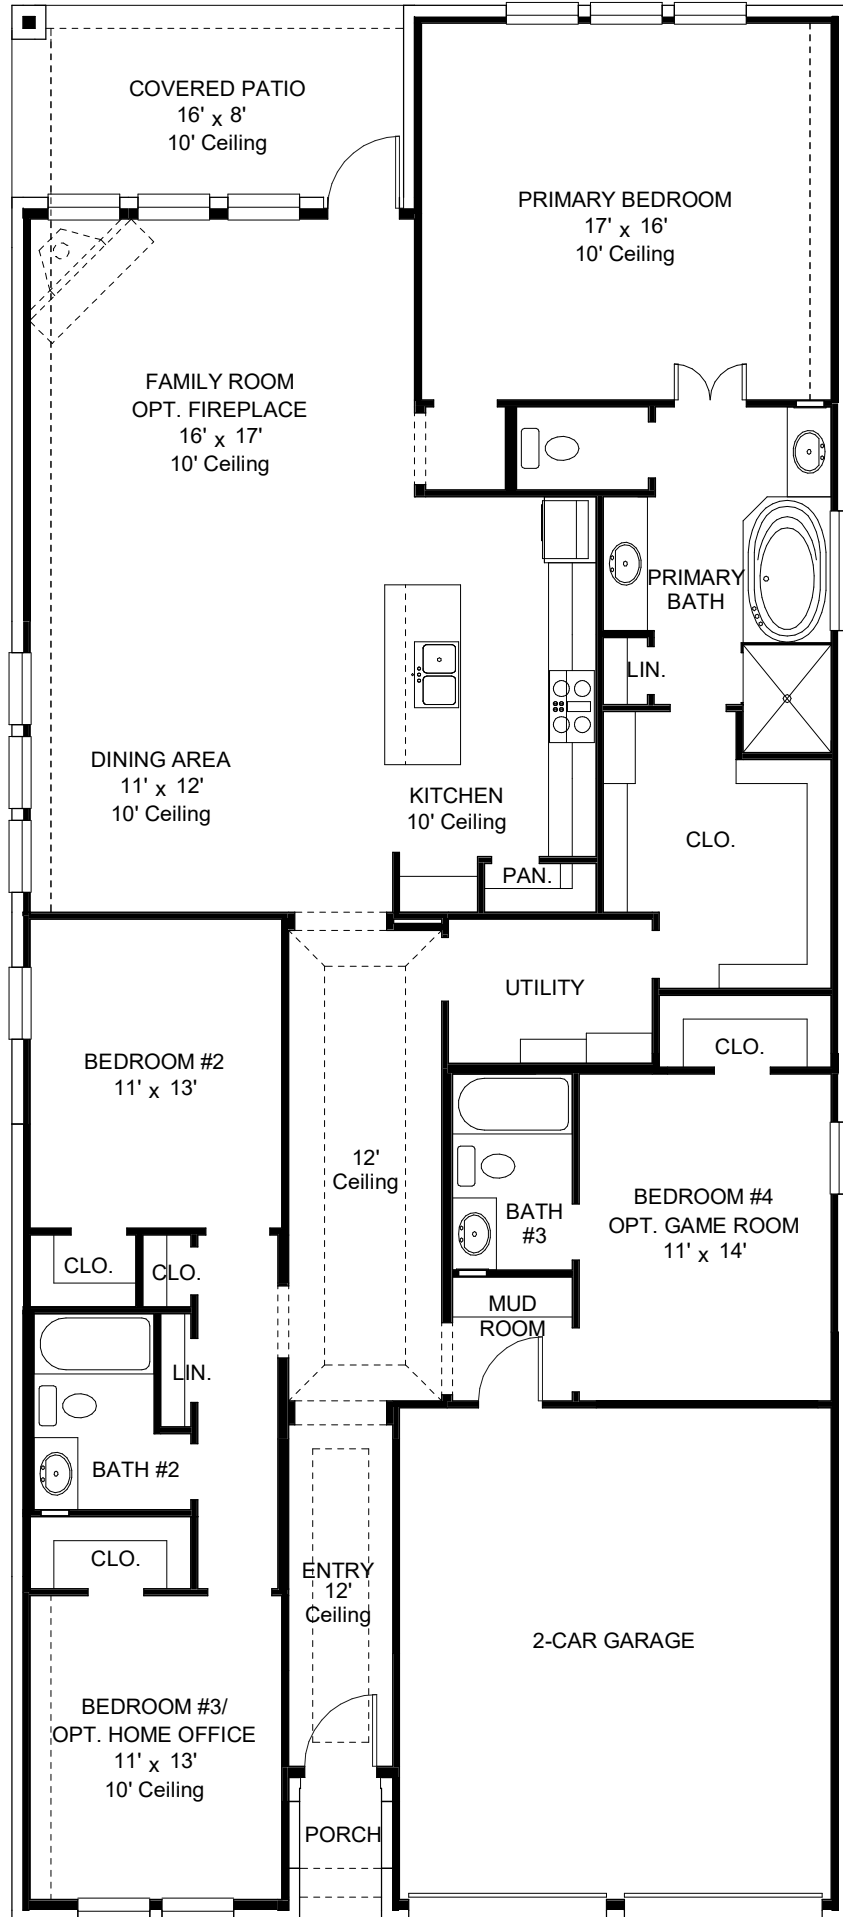 COVERED PATIO
16' x 8'
10' Ceiling
PRIMARY BEDROOM
17' x 16'
10' Ceiling
FAMILY ROOM
OPT. FIREPLACE
16' x 17'
10' Ceiling
PRIMARY
BATH
LIN.
DINING AREA
11' x 12'
10' Ceiling
KITCHEN
10' Ceiling
CLO.
PAN.
UTILITY
CLO.
BEDROOM #2
11' x 13'
12'
Ceiling
BATH
#3
BEDROOM #4
OPT. GAME ROOM
11' x 14'
CLO.
CLO.
MUD
ROOM
LIN.
BATH #2
CLO.
ENTRY
12'
Ceiling
2-CAR GARAGE
BEDROOM #3/
OPT. HOME OFFICE
11' x 13'
10' Ceiling
PORCH